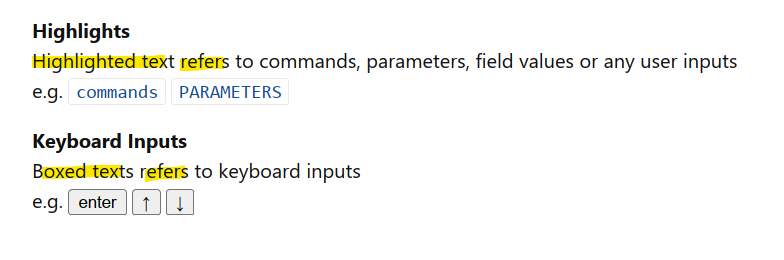 Highlights
Highlighted text refers to commands, parameters, field values or any user inputs
e.g. commands PARAMETERS
Keyboard Inputs
Boxed texts refers to keyboard inputs
e.g. enter ↑ ↓